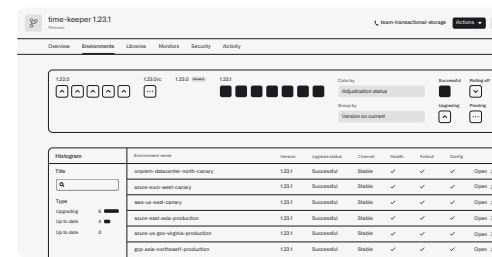 time-keeper 1.23.1
Release
team-transactional-storage
Actions
Overview Environments Libraries Monitors Security Activity
1.22.0 1.23.0rc 1.23.0 1.23.1
Color by
Adjudication status
Group by
Version on current
Successful Rolling off
Upgrading Pending
Histogram
Title
Type
Upgrading 6
Up to date 4
Up to date 0
Environment name Version Upgrade status Channel Health Rollout Config
onprem-datacenter-north-canary 1.23.1 Successful Stable Open
azure-euro-west-canary 1.23.1 Successful Stable Open
aws-us-east-canary 1.23.1 Successful Stable Open
azure-east-asia-production 1.23.1 Successful Stable Open
azure-us-gov-virginia-production 1.23.1 Successful Stable Open
gcp-asia-northeast1-production 1.23.1 Successful Stable Open